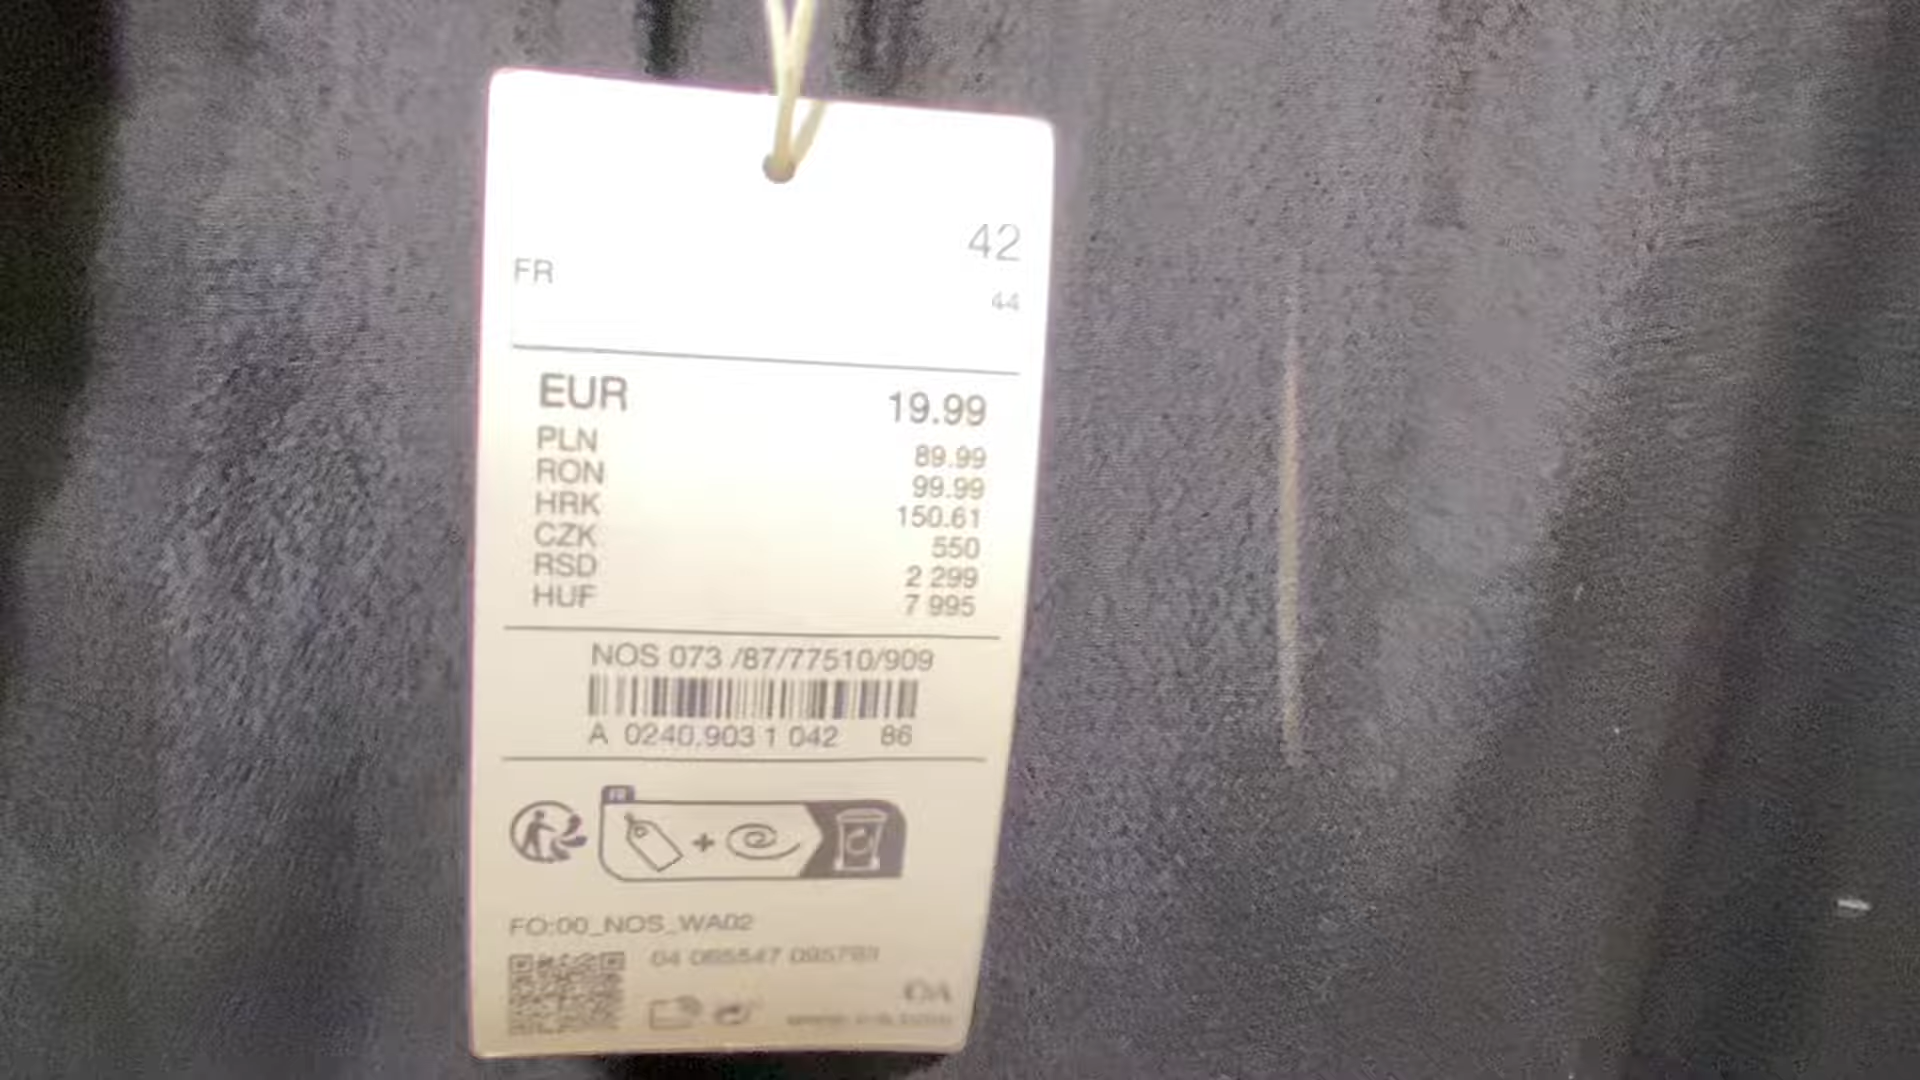 42
FR 44
EUR 19.99
PLN 89.99
RON 99.99
HRK 150.61
CZK 550
RSD 2 299
HUF 7 995
NOS 073 /87/77510/909
A 0240.903 1 042 86
FR
FO:00_NOS_WA02